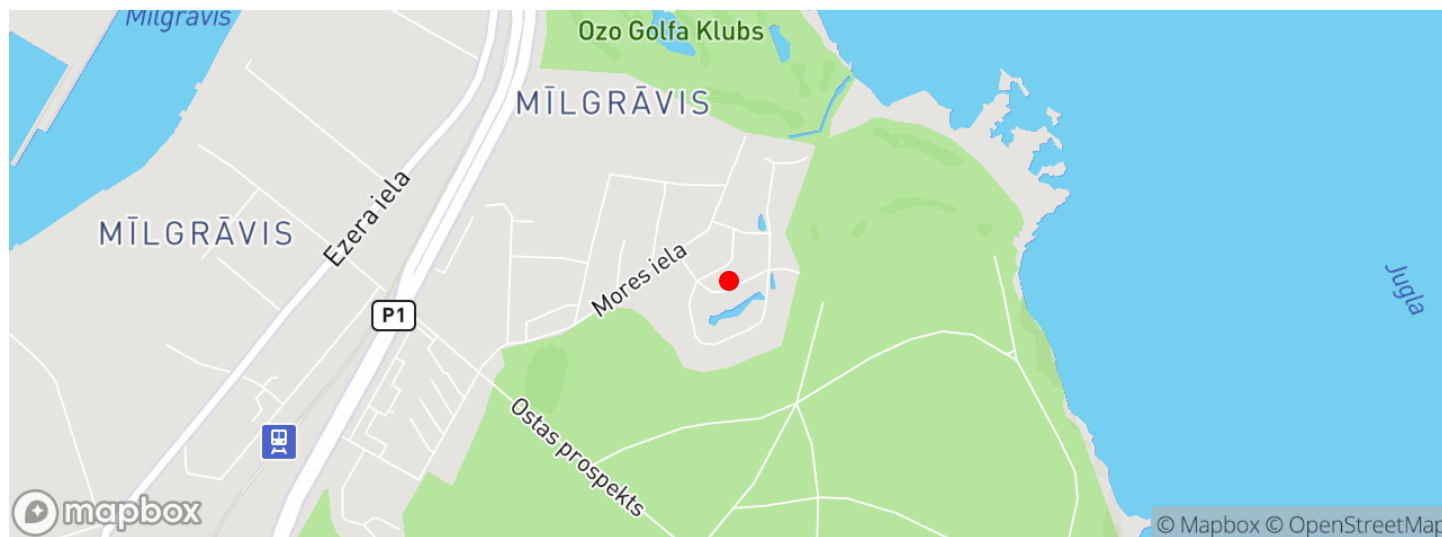 Mīlgrāvis
Ozo Golfa Klubs
MĪLGRĀVIS
Ezera iela
MĪLGRĀVIS
Mores iela
Jugla
P1
Ostas prospekts
mapbox
© Mapbox © OpenStreetMap